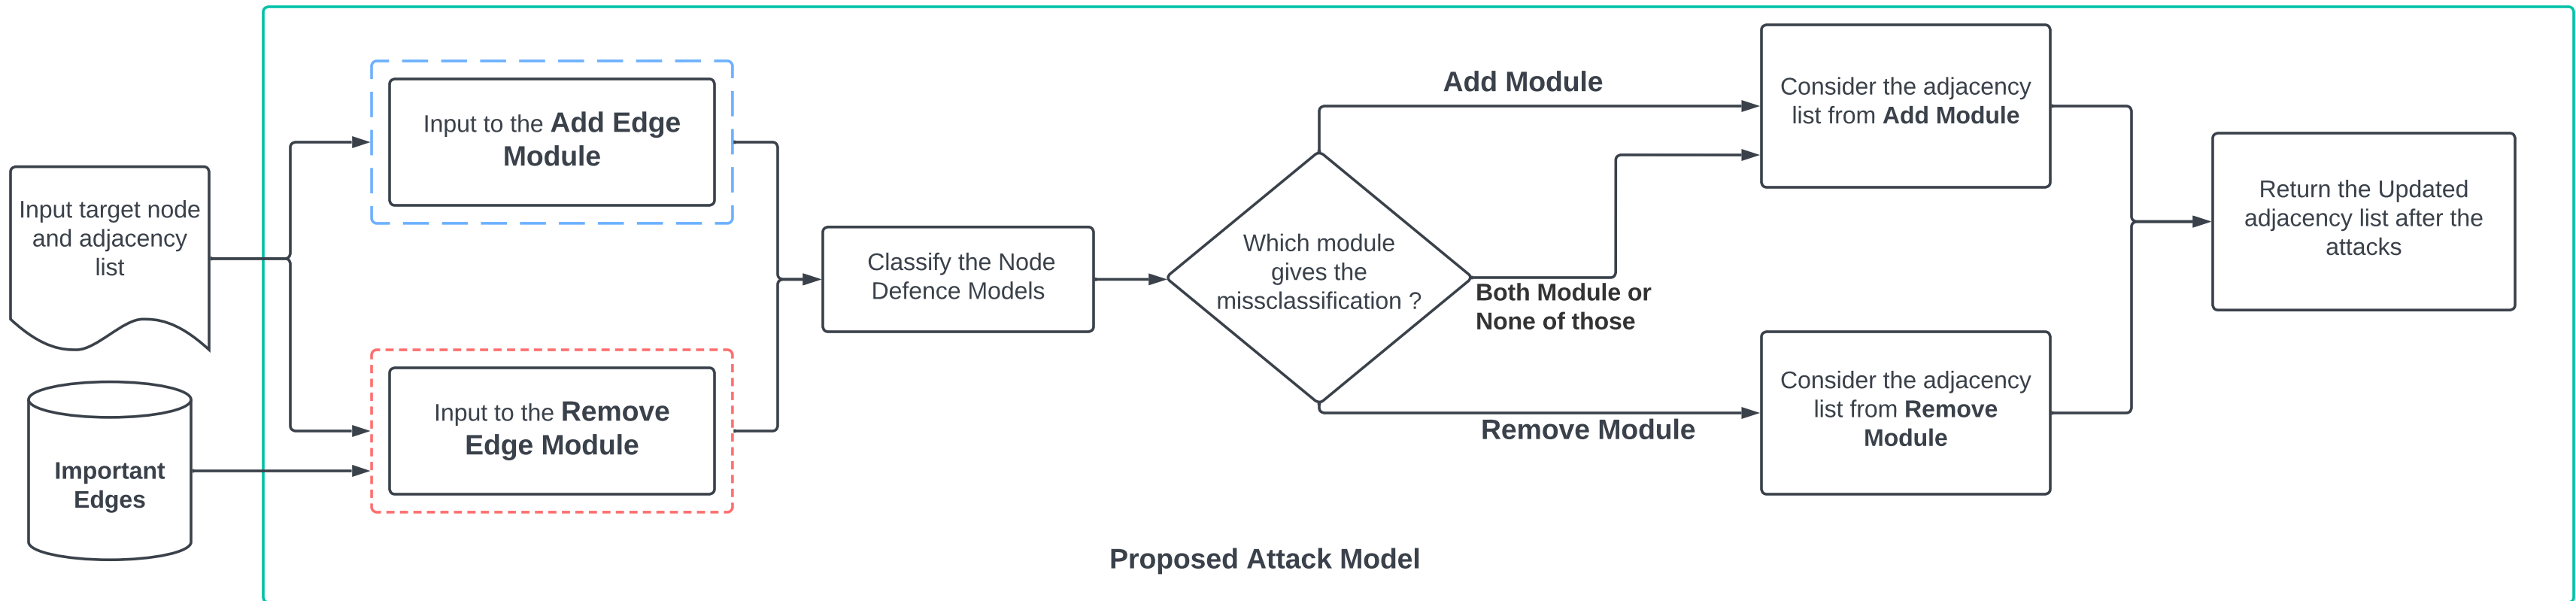 Input target node
and adjacency
list
Important
Edges
Input to the Add Edge
Module
Input to the Remove
Edge Module
Classify the Node
Defence Models
Which module
gives the
missclassification ?
Add Module
Both Module or
None of those
Remove Module
Consider the adjacency
list from Add Module
Consider the adjacency
list from Remove
Module
Return the Updated
adjacency list after the
attacks
Proposed Attack Model